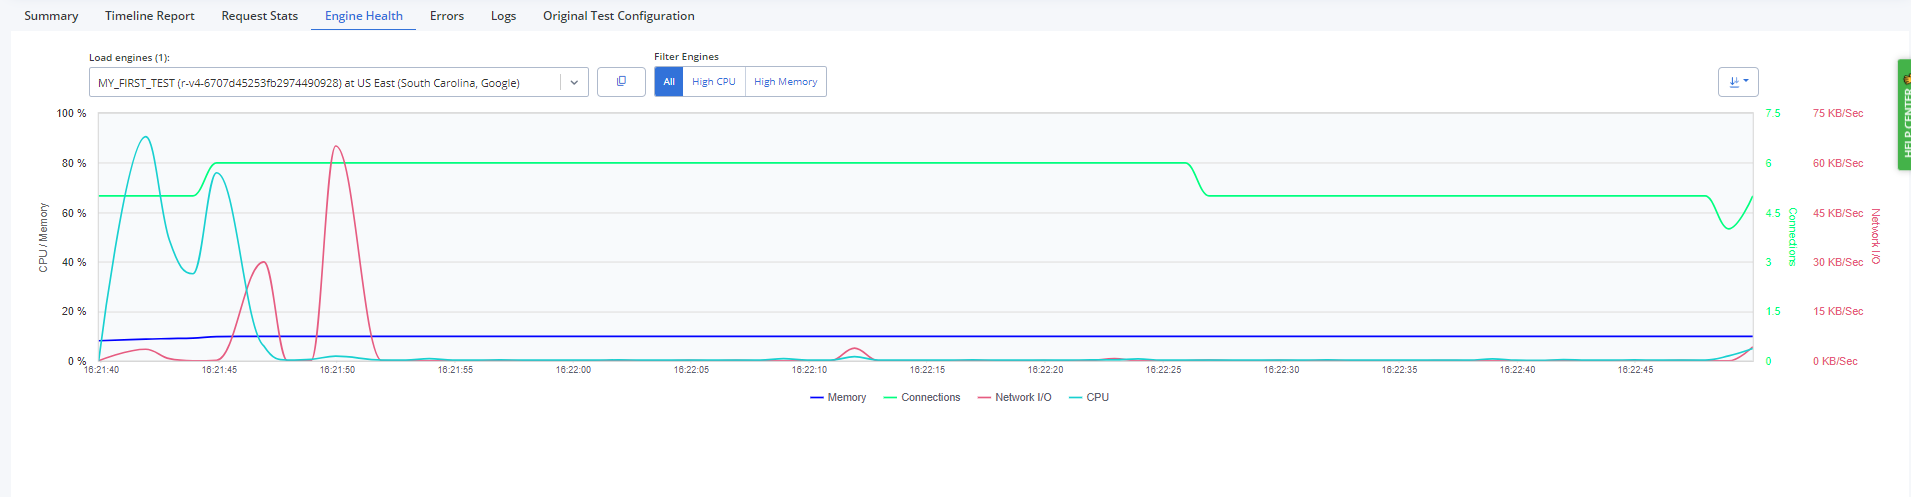 Summary Timeline Report Request Stats Engine Health Errors Logs Original Test Configuration
Load engines (1):
Filter Engines
MY_FIRST_TEST (r-v4-6707d45253fb2974490928) at US East (South Carolina, Google)
All High CPU High Memory
HELP CENTER
100 % 7.5 75 KB/Sec
80 % 6 60 KB/Sec
60 % 4.5 45 KB/Sec
40 % 3 30 KB/Sec
20 % 1.5 15 KB/Sec
0 % 0 0 KB/Sec
CPU / Memory
Connections
Network I/O
16:21:40 16:21:45 16:21:50 16:21:55 16:22:00 16:22:05 16:22:10 16:22:15 16:22:20 16:22:25 16:22:30 16:22:35 16:22:40 16:22:45
Memory Connections Network I/O CPU